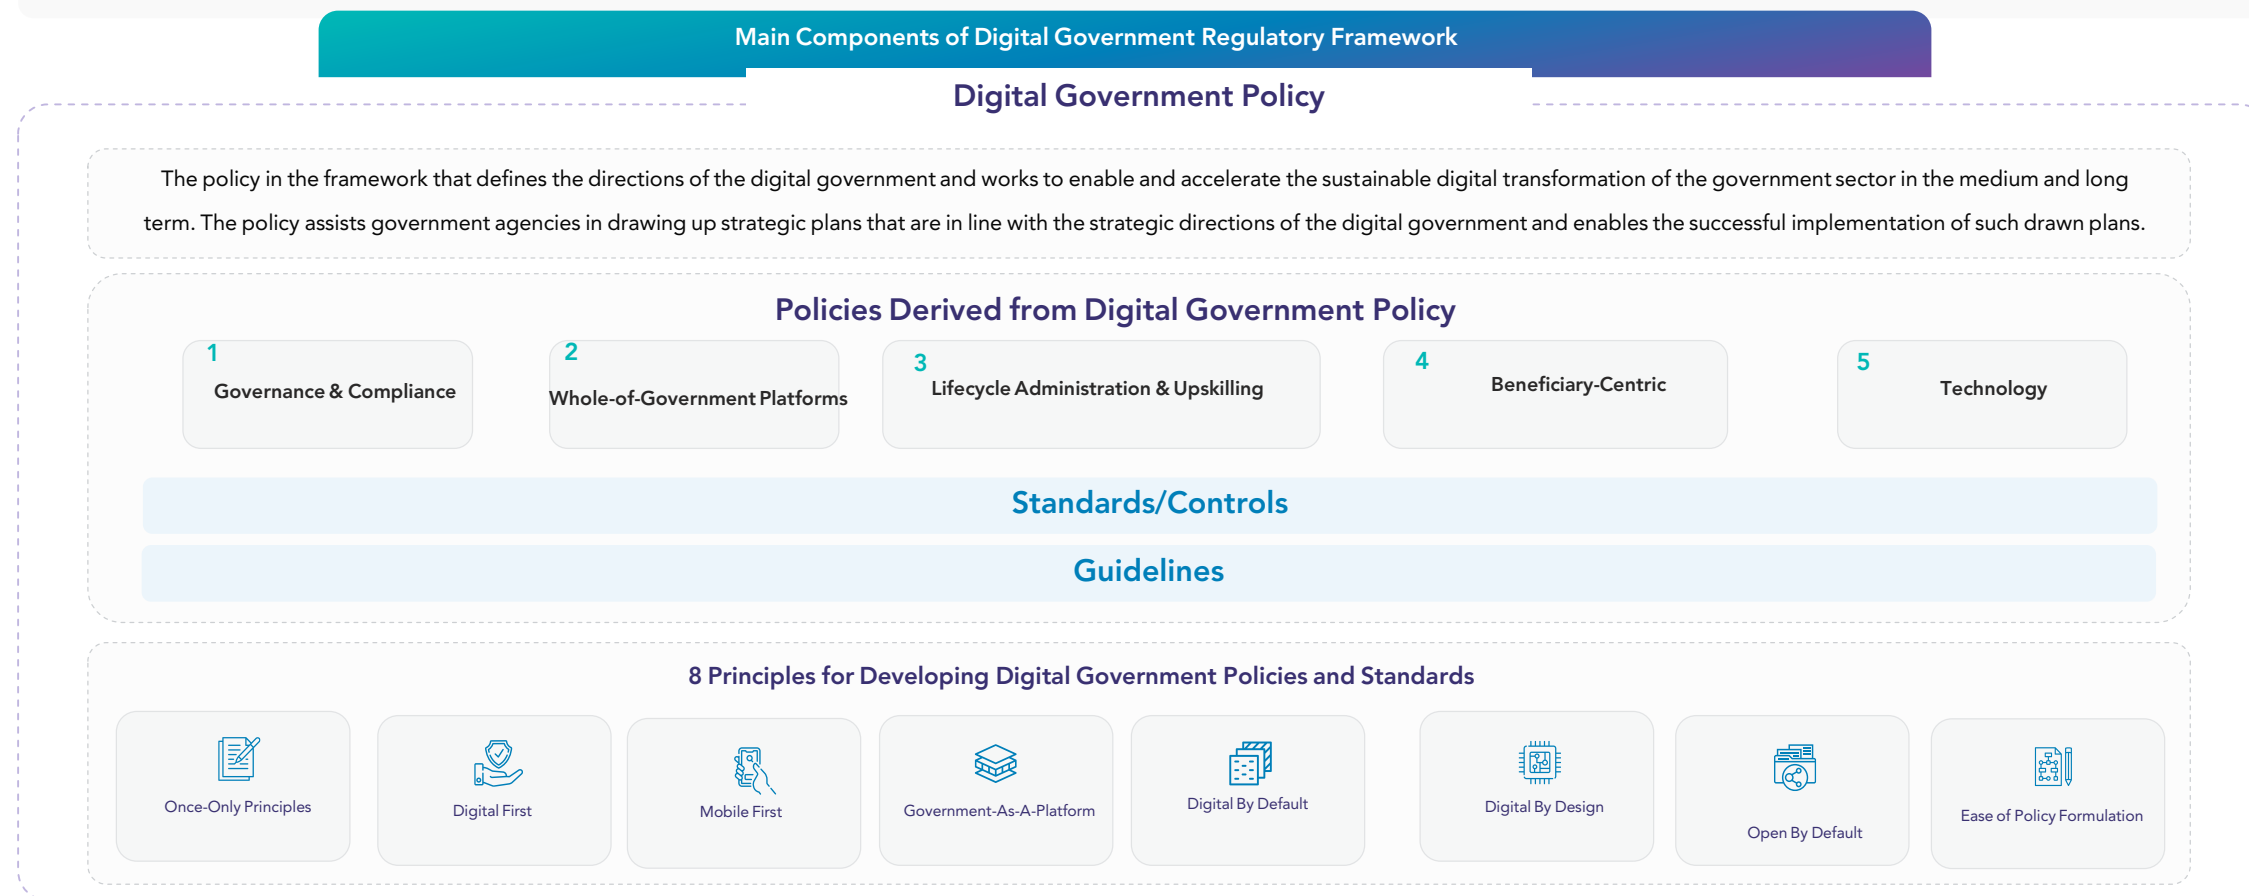 Main Components of Digital Government Regulatory Framework
Digital Government Policy
The policy in the framework that defines the directions of the digital government and works to enable and accelerate the sustainable digital transformation of the government sector in the medium and long
term. The policy assists government agencies in drawing up strategic plans that are in line with the strategic directions of the digital government and enables the successful implementation of such drawn plans.
Policies Derived from Digital Government Policy
1
Governance & Compliance
2
Whole-of-Government Platforms
3
Lifecycle Administration & Upskilling
4
Beneficiary-Centric
5
Technology
Standards/Controls
Guidelines
8 Principles for Developing Digital Government Policies and Standards
Once-Only Principles
Digital First
Mobile First
Government-As-A-Platform
Digital By Default
Digital By Design
Open By Default
Ease of Policy Formulation